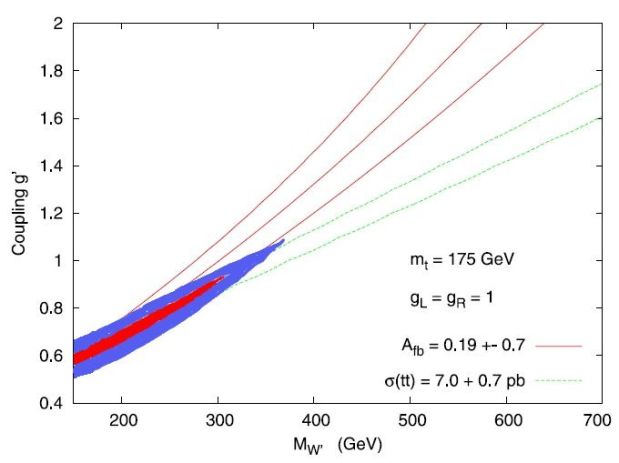 2
1.8
1.6
1.4
1.2
1
0.8
0.6
0.4
Coupling g'
200
300
400
500
600
700
M_W' (GeV)
m_t = 175 GeV
g_L = g_R = 1
A_fb = 0.19 +- 0.7
σ(tt) = 7.0 + 0.7 pb